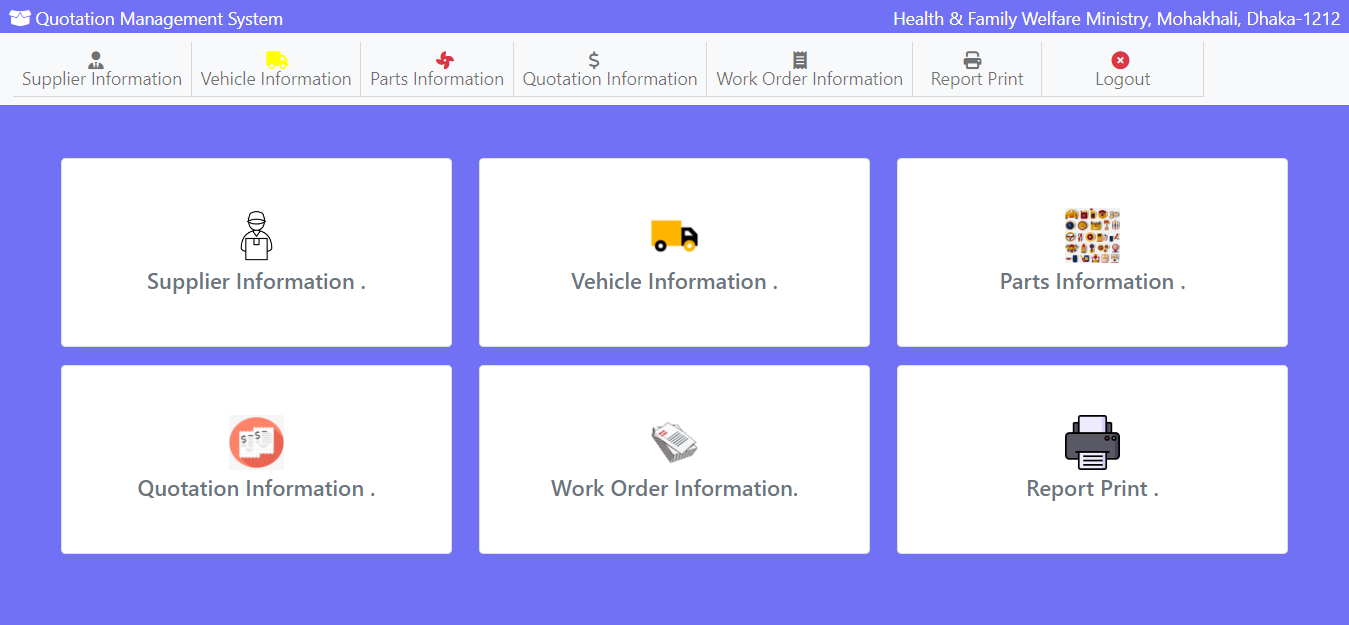 Quotation Management System
Health & Family Welfare Ministry, Mohakhali, Dhaka-1212
Supplier Information
Vehicle Information
Parts Information
Quotation Information
Work Order Information
Report Print
Logout
Supplier Information .
Vehicle Information .
Parts Information .
Quotation Information .
Work Order Information.
Report Print .